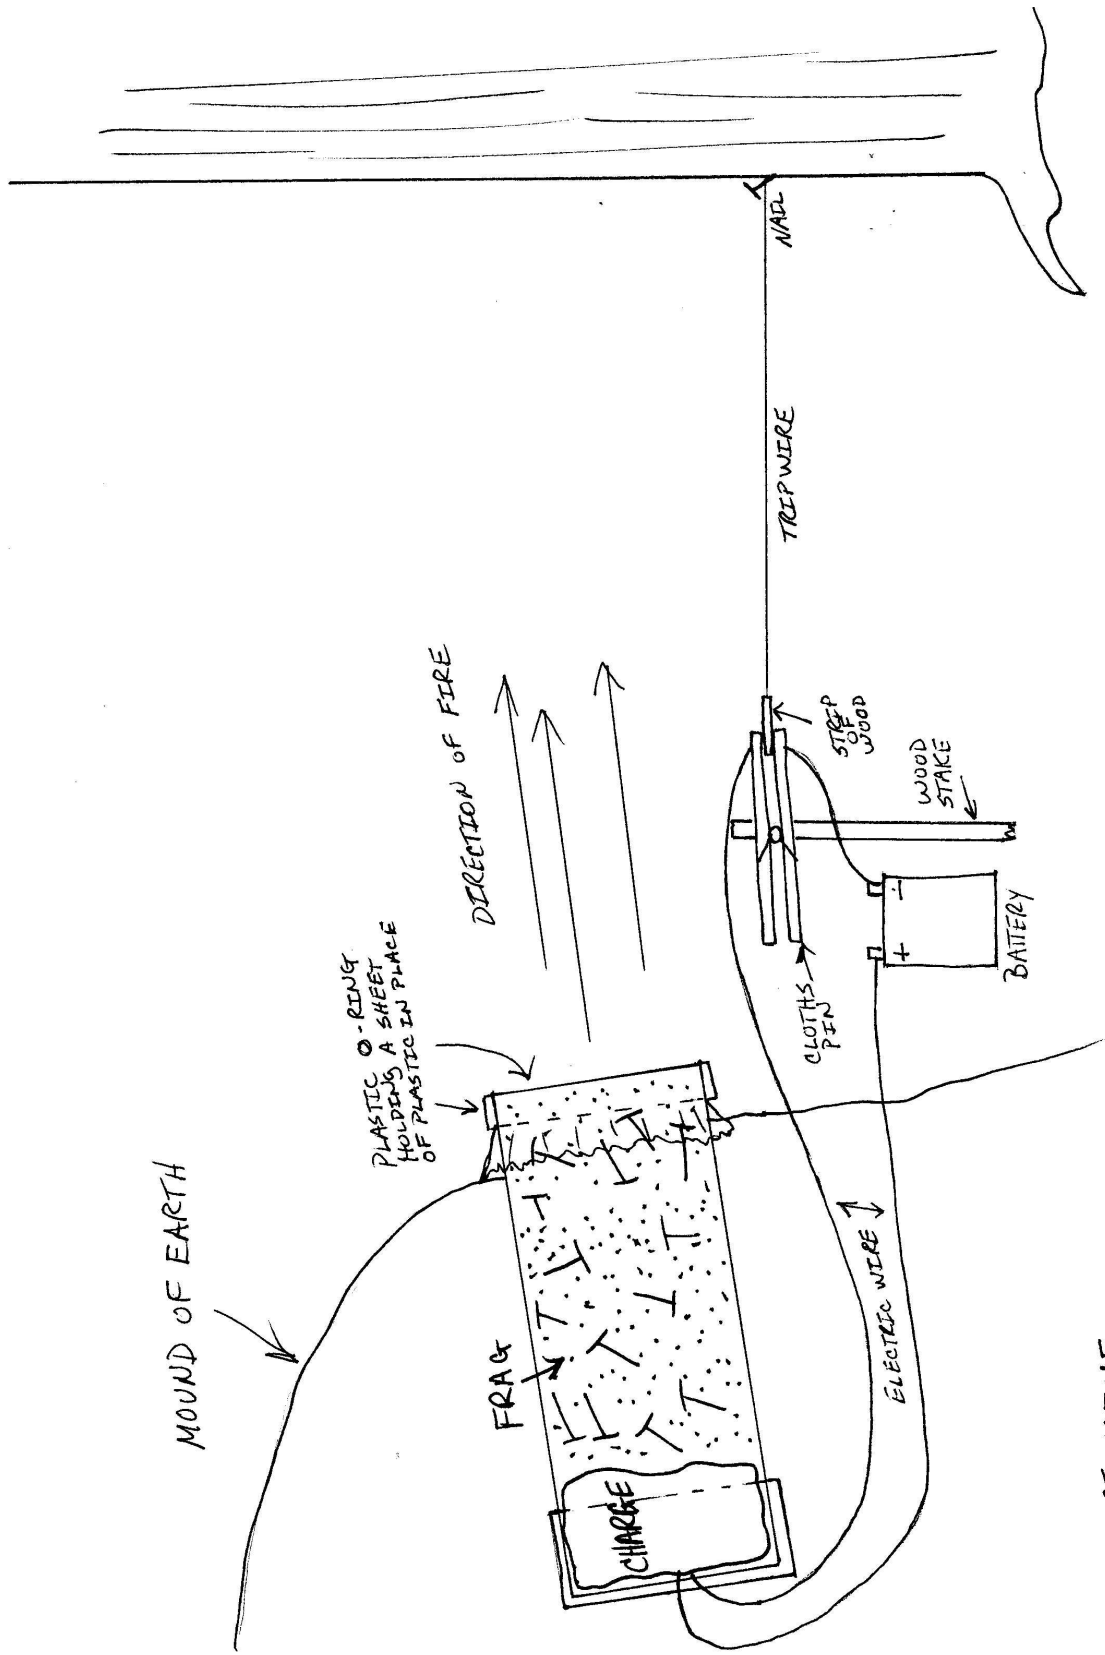 MOUND OF EARTH
PLASTIC O-RING
HOLDING A SHEET
OF PLASTIC IN PLACE
DIRECTION OF FIRE
FRAG
CHARGE
NAIL
TRIPWIRE
STRIP
OF
WOOD
CLOTHS
PIN
ELECTRIC WIRE
WOOD
STAKE
+ -
BATTERY